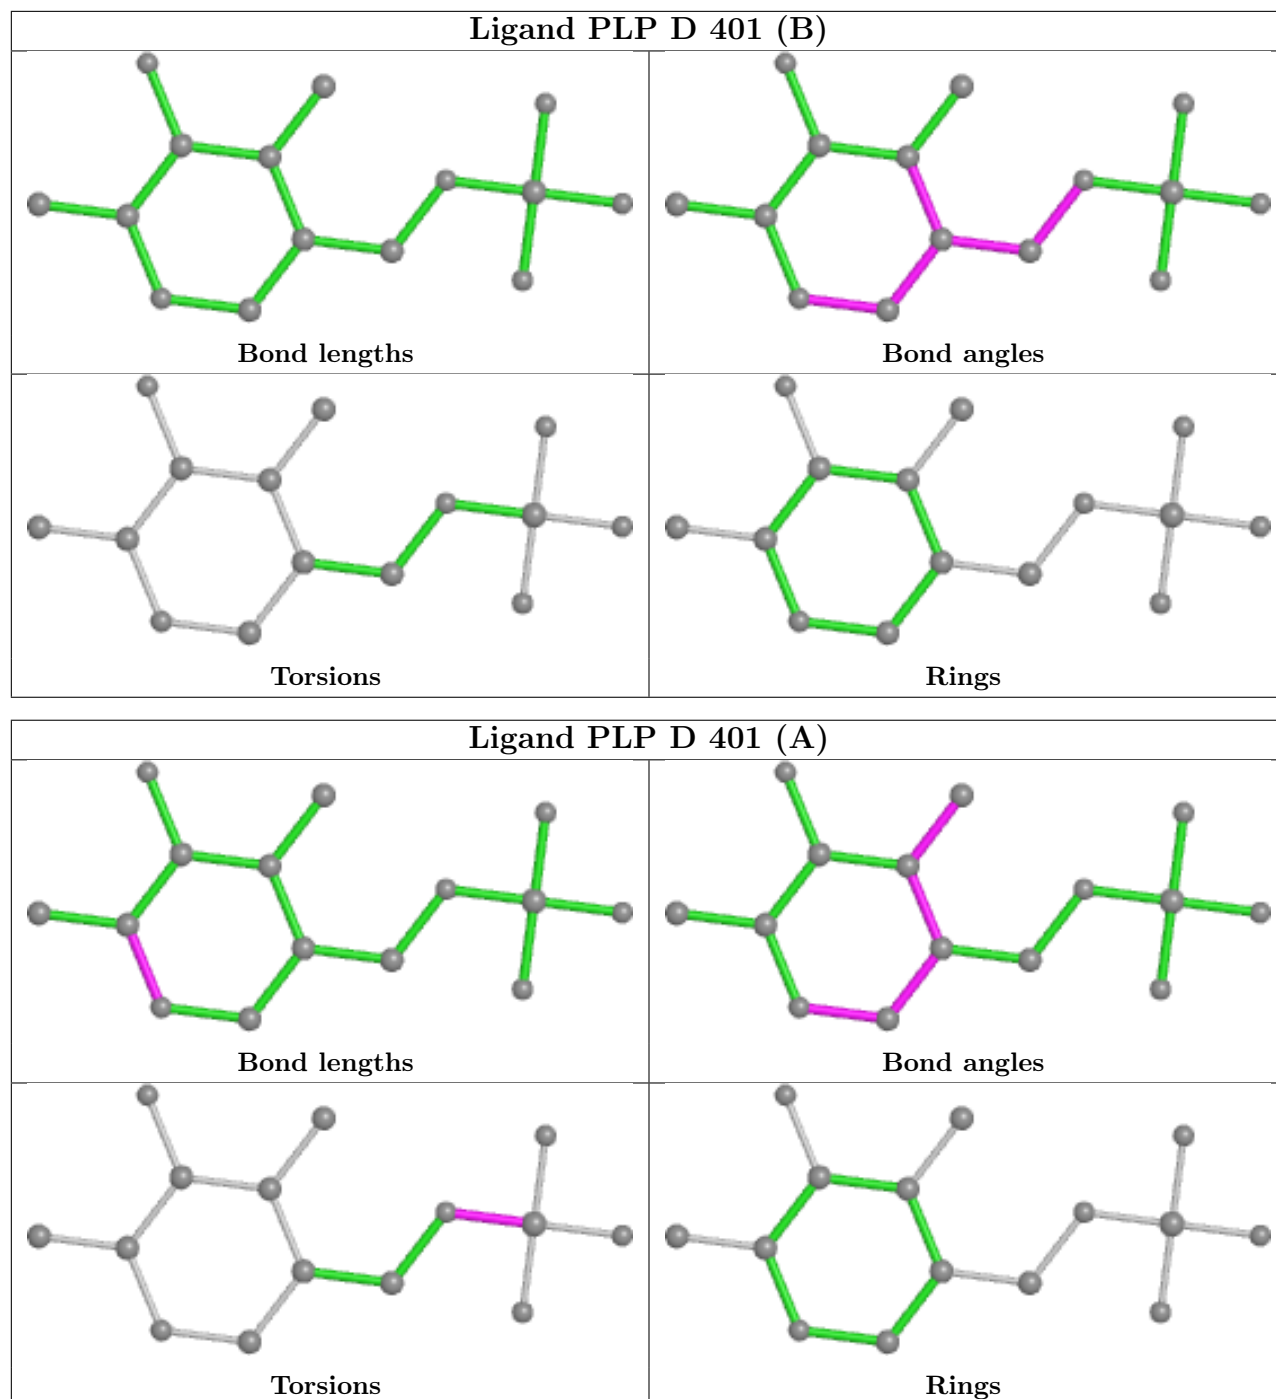 Ligand PLP D 401 (B)
Bond lengths
Bond angles
Torsions
Rings
Ligand PLP D 401 (A)
Bond lengths
Bond angles
Torsions
Rings